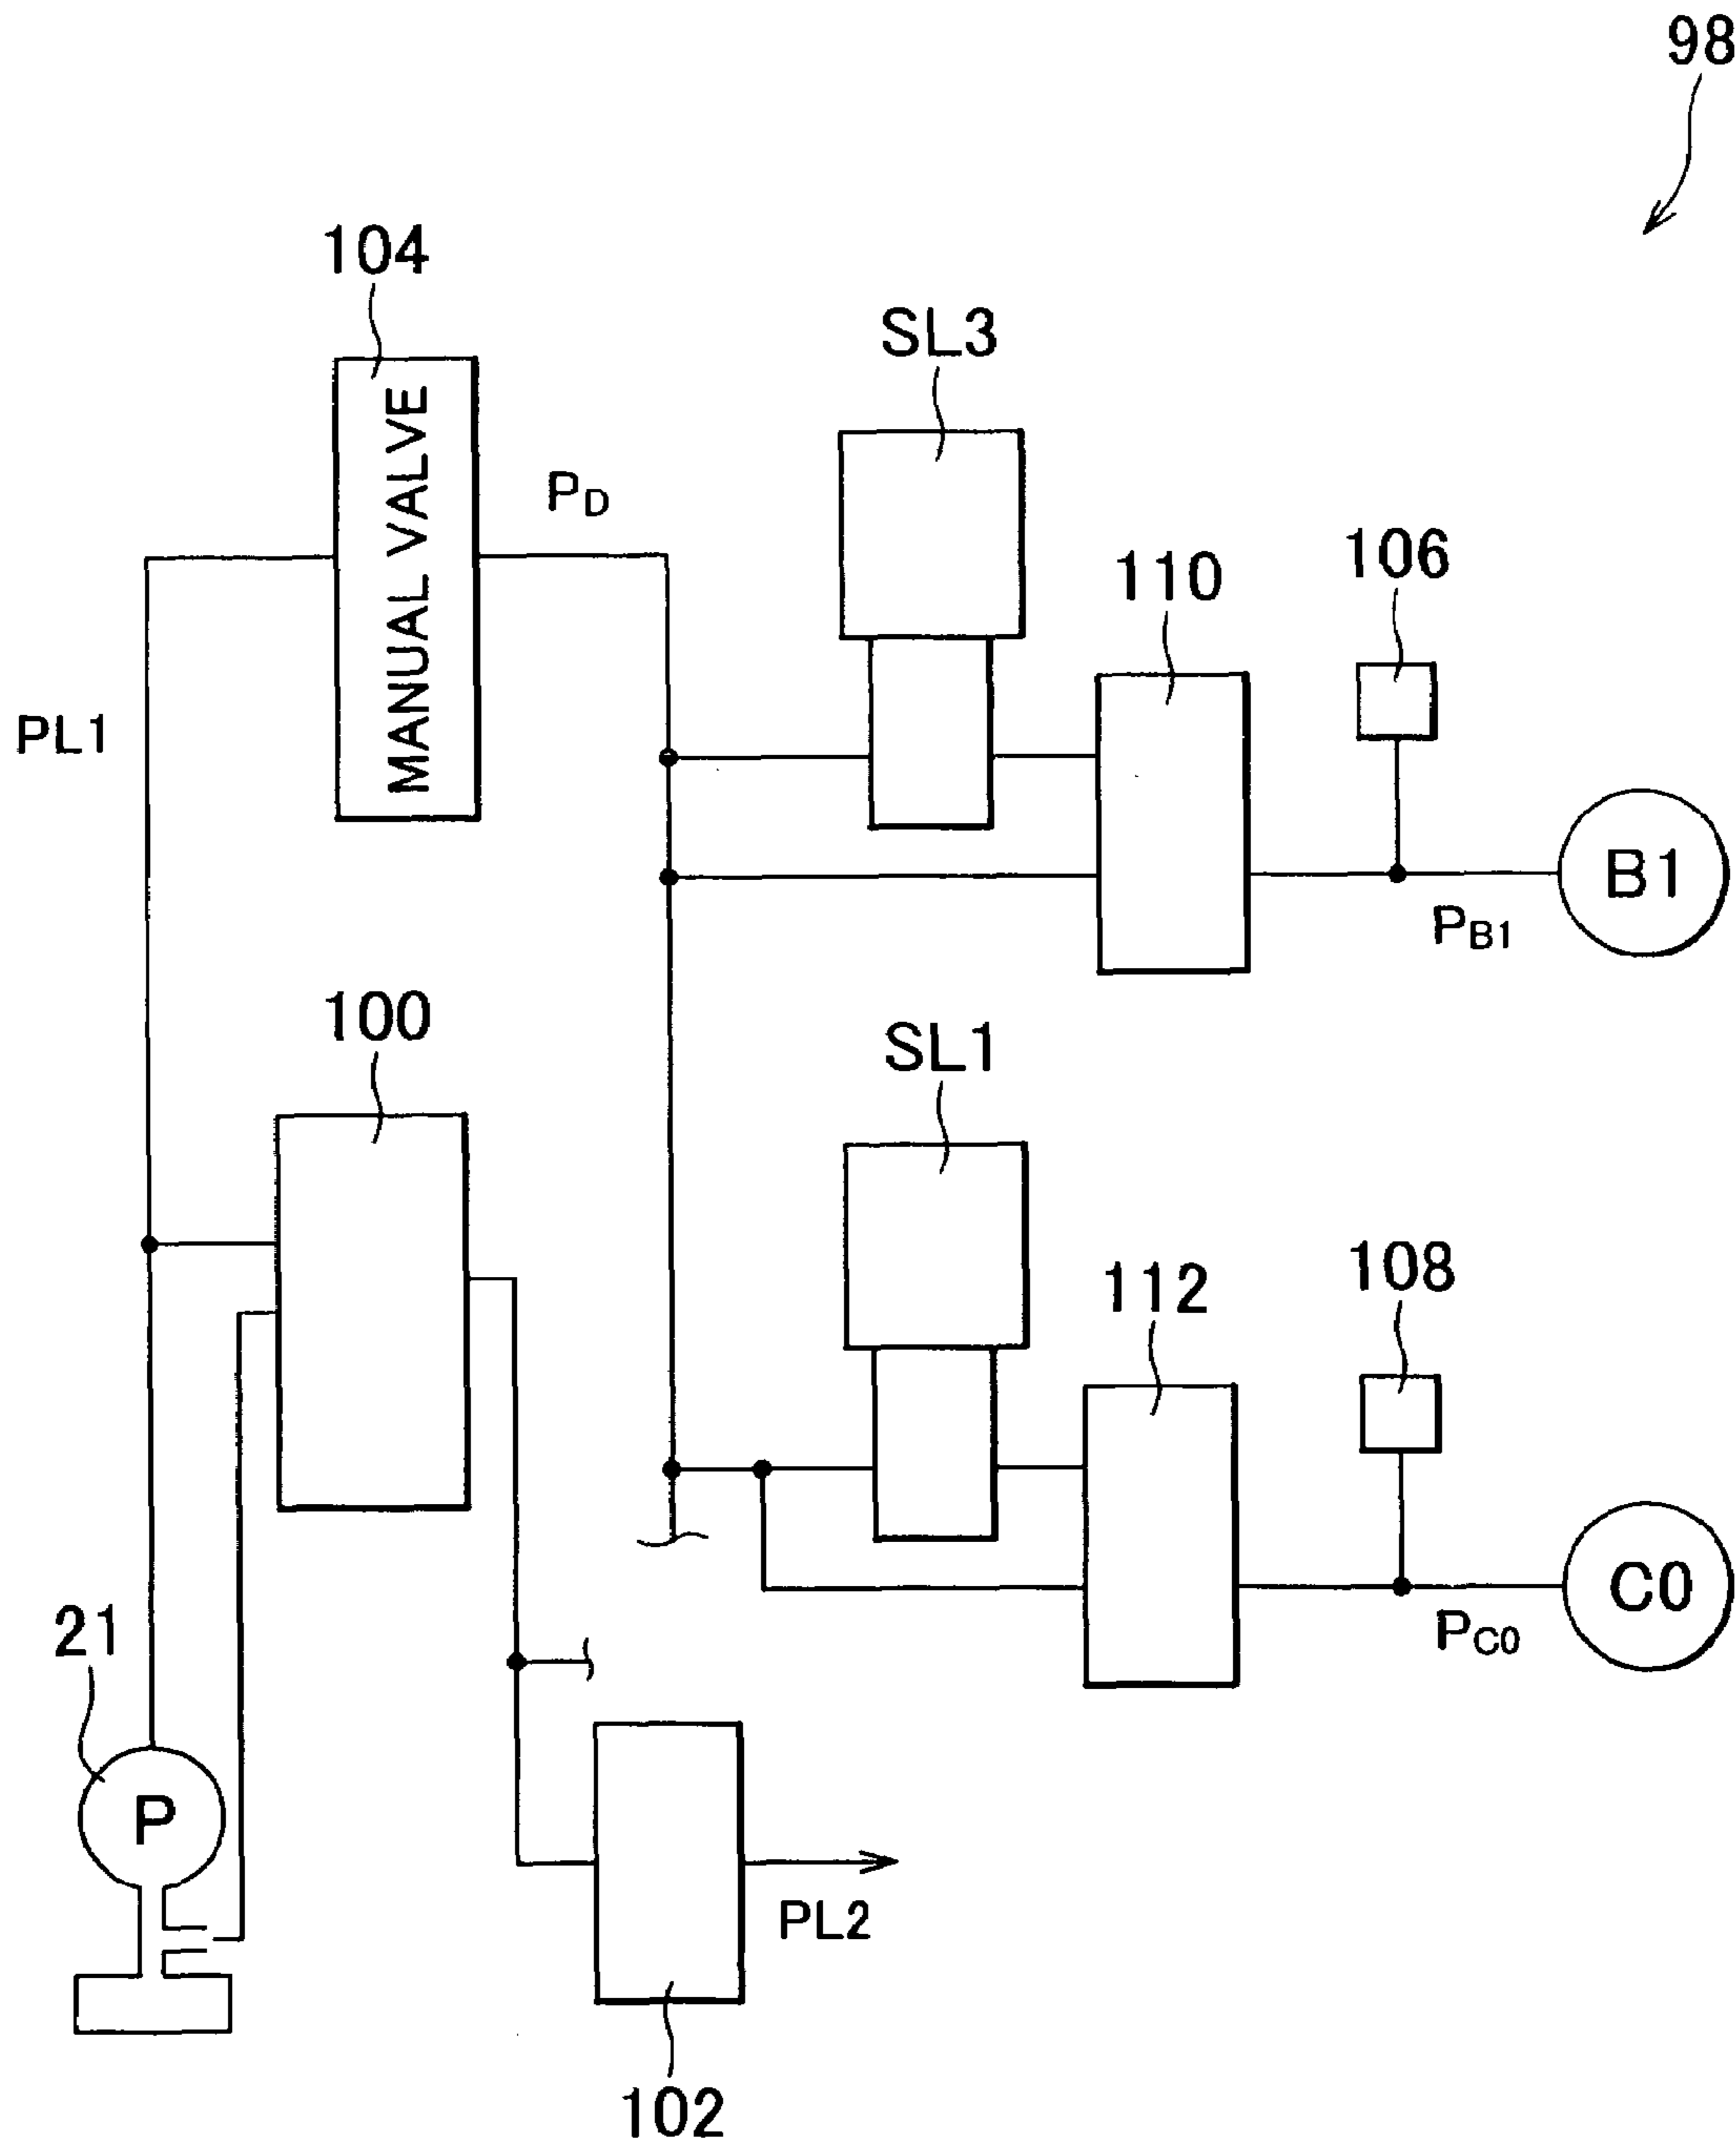 98
104
SL3
MANUAL VALVE
PD
106
110
PL1
B1
PB1
100
SL1
108
112
C0
PC0
21
P
PL2
102